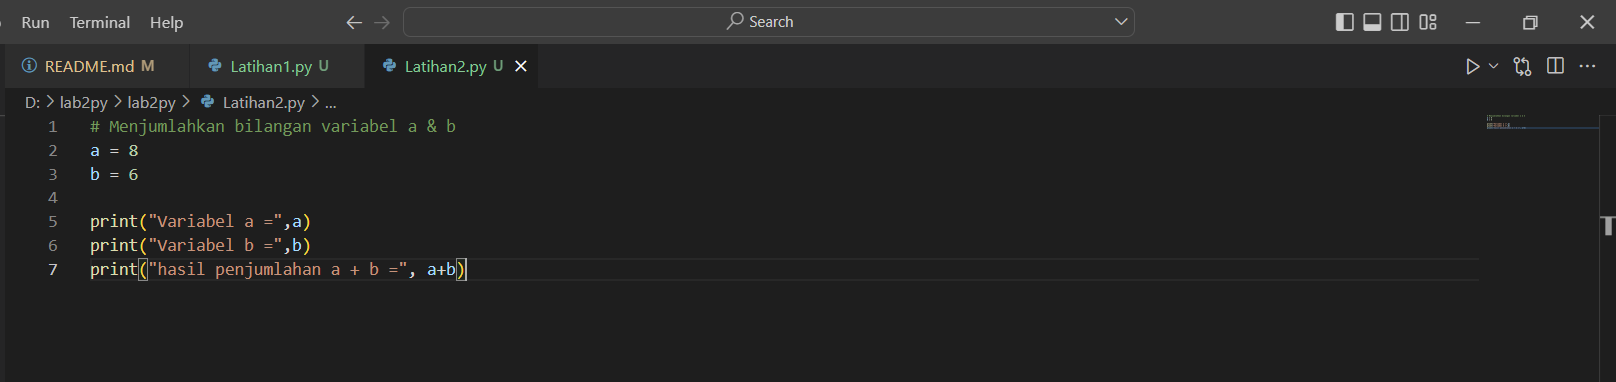 Run Terminal Help Search
README.md M Latihan1.py U Latihan2.py U
D: > lab2py > lab2py > Latihan2.py > ...
1 # Menjumlahkan bilangan variabel a & b
2 a = 8
3 b = 6
4
5 print("Variabel a =",a)
6 print("Variabel b =",b)
7 print("hasil penjumlahan a + b =", a+b)